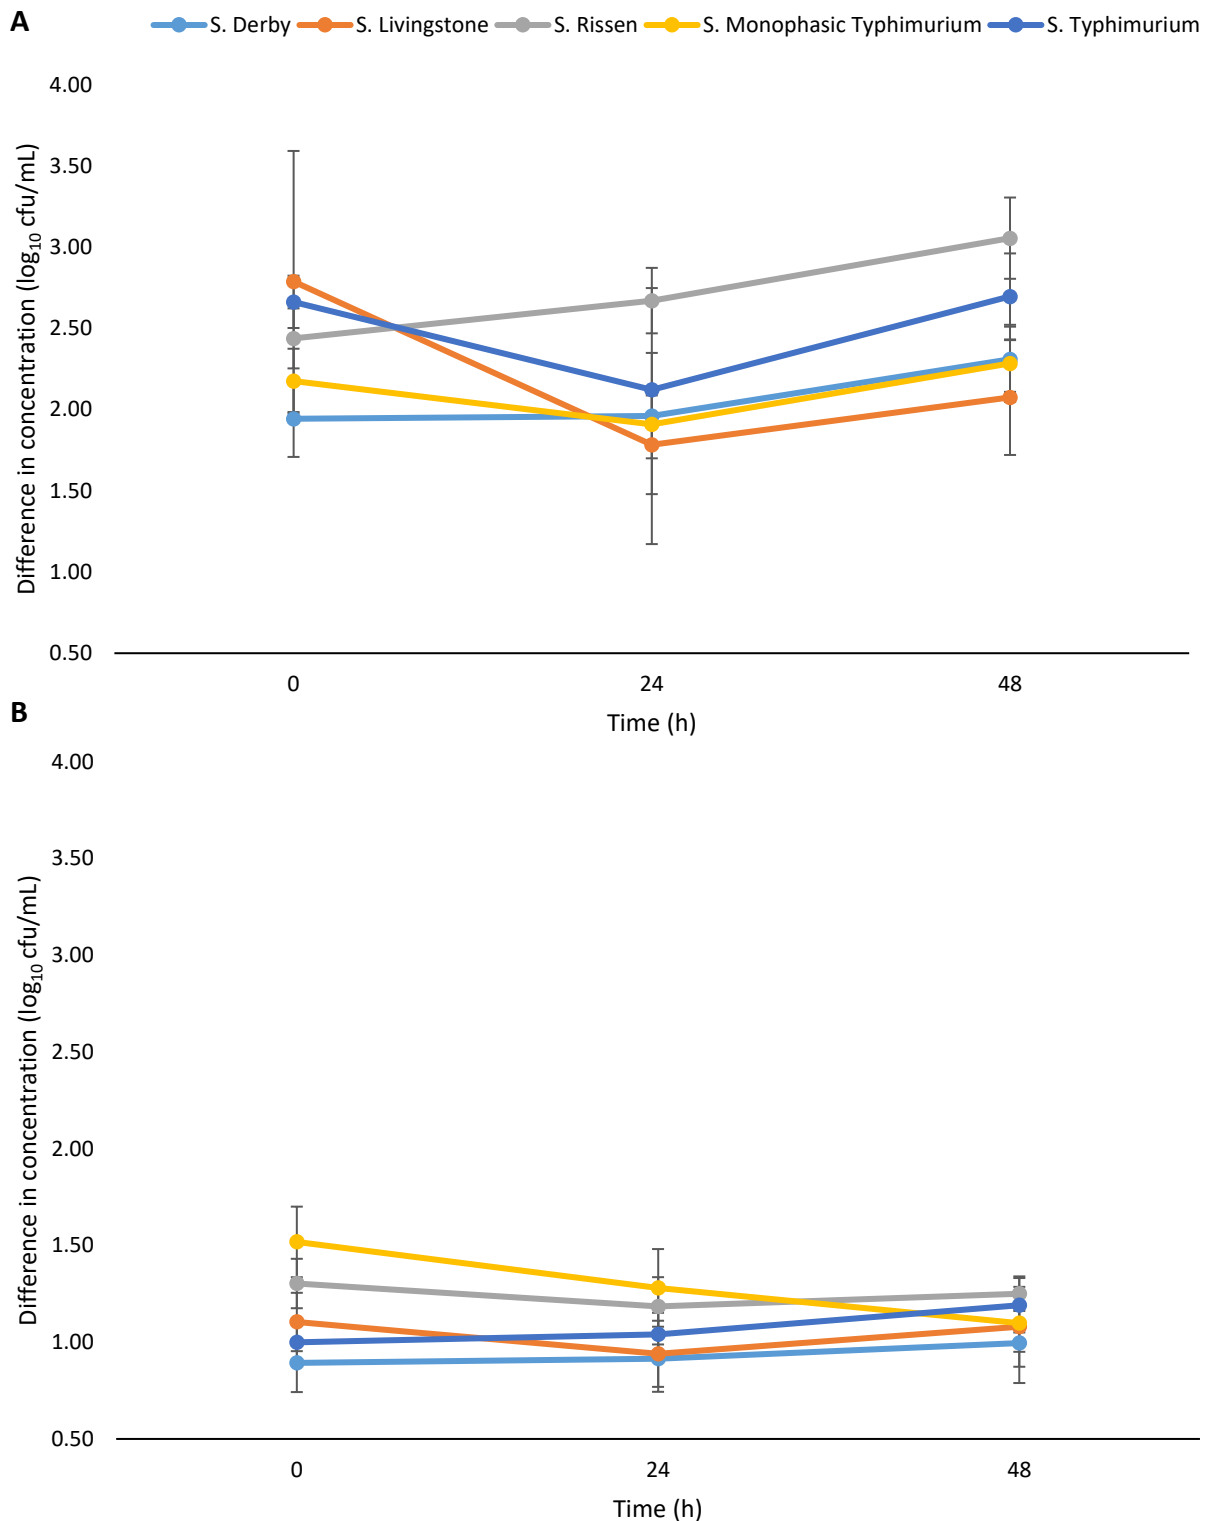 A
S. Derby S. Livingstone S. Rissen S. Monophasic Typhimurium S. Typhimurium
Difference in concentration (log10 cfu/mL)
4.00
3.50
3.00
2.50
2.00
1.50
1.00
0.50
0 24 48
Time (h)
B
Difference in concentration (log10 cfu/mL)
4.00
3.50
3.00
2.50
2.00
1.50
1.00
0.50
0 24 48
Time (h)